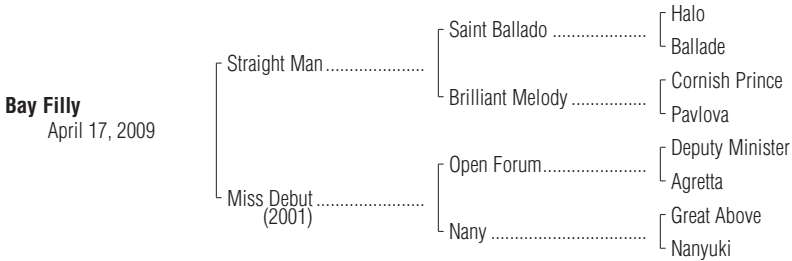 Halo
Saint Ballado ....................
Ballade
Straight Man.....................
Cornish Prince
Brilliant Melody................
Pavlova
Bay Filly
April 17, 2009
Deputy Minister
Open Forum......................
Agretta
Miss Debut.......................
(2001)
Great Above
Nany .................................
Nanyuki